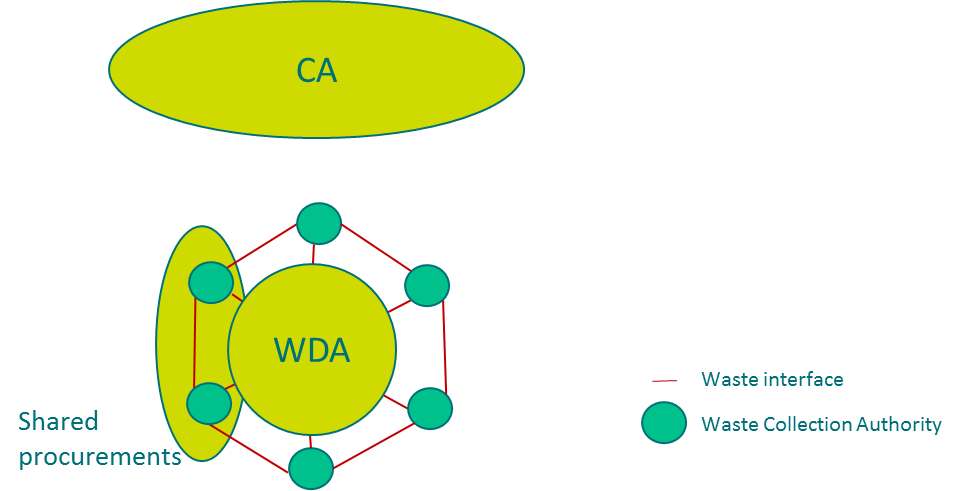 CA
WDA
Shared
procurements
Waste interface
Waste Collection Authority